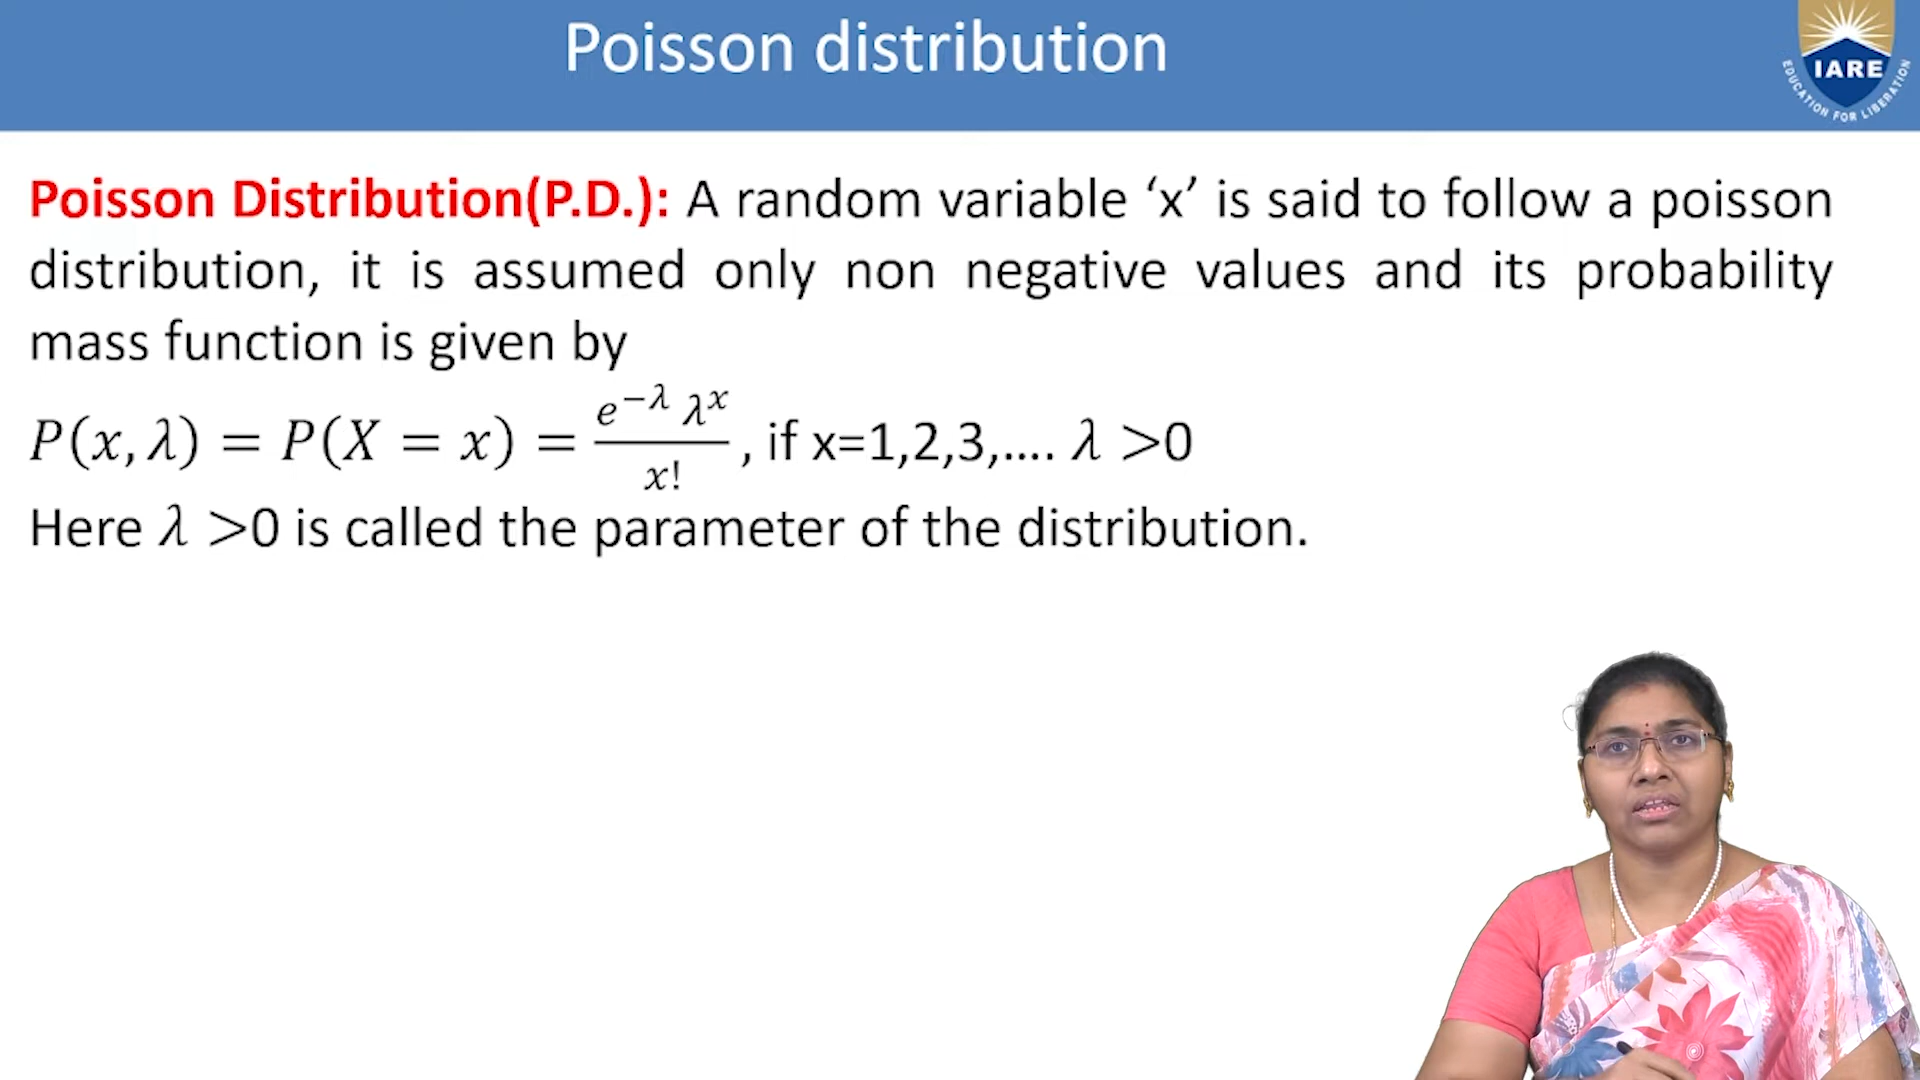 Poisson distribution
IARE
EDUCATION FOR LIBERATION
Poisson Distribution(P.D.): A random variable ‘x’ is said to follow a poisson
distribution, it is assumed only non negative values and its probability
mass function is given by
P(x, λ) = P(X = x) = \frac{e^{−λ} λ^x}{x!}, if x=1,2,3,.... λ >0
Here λ >0 is called the parameter of the distribution.